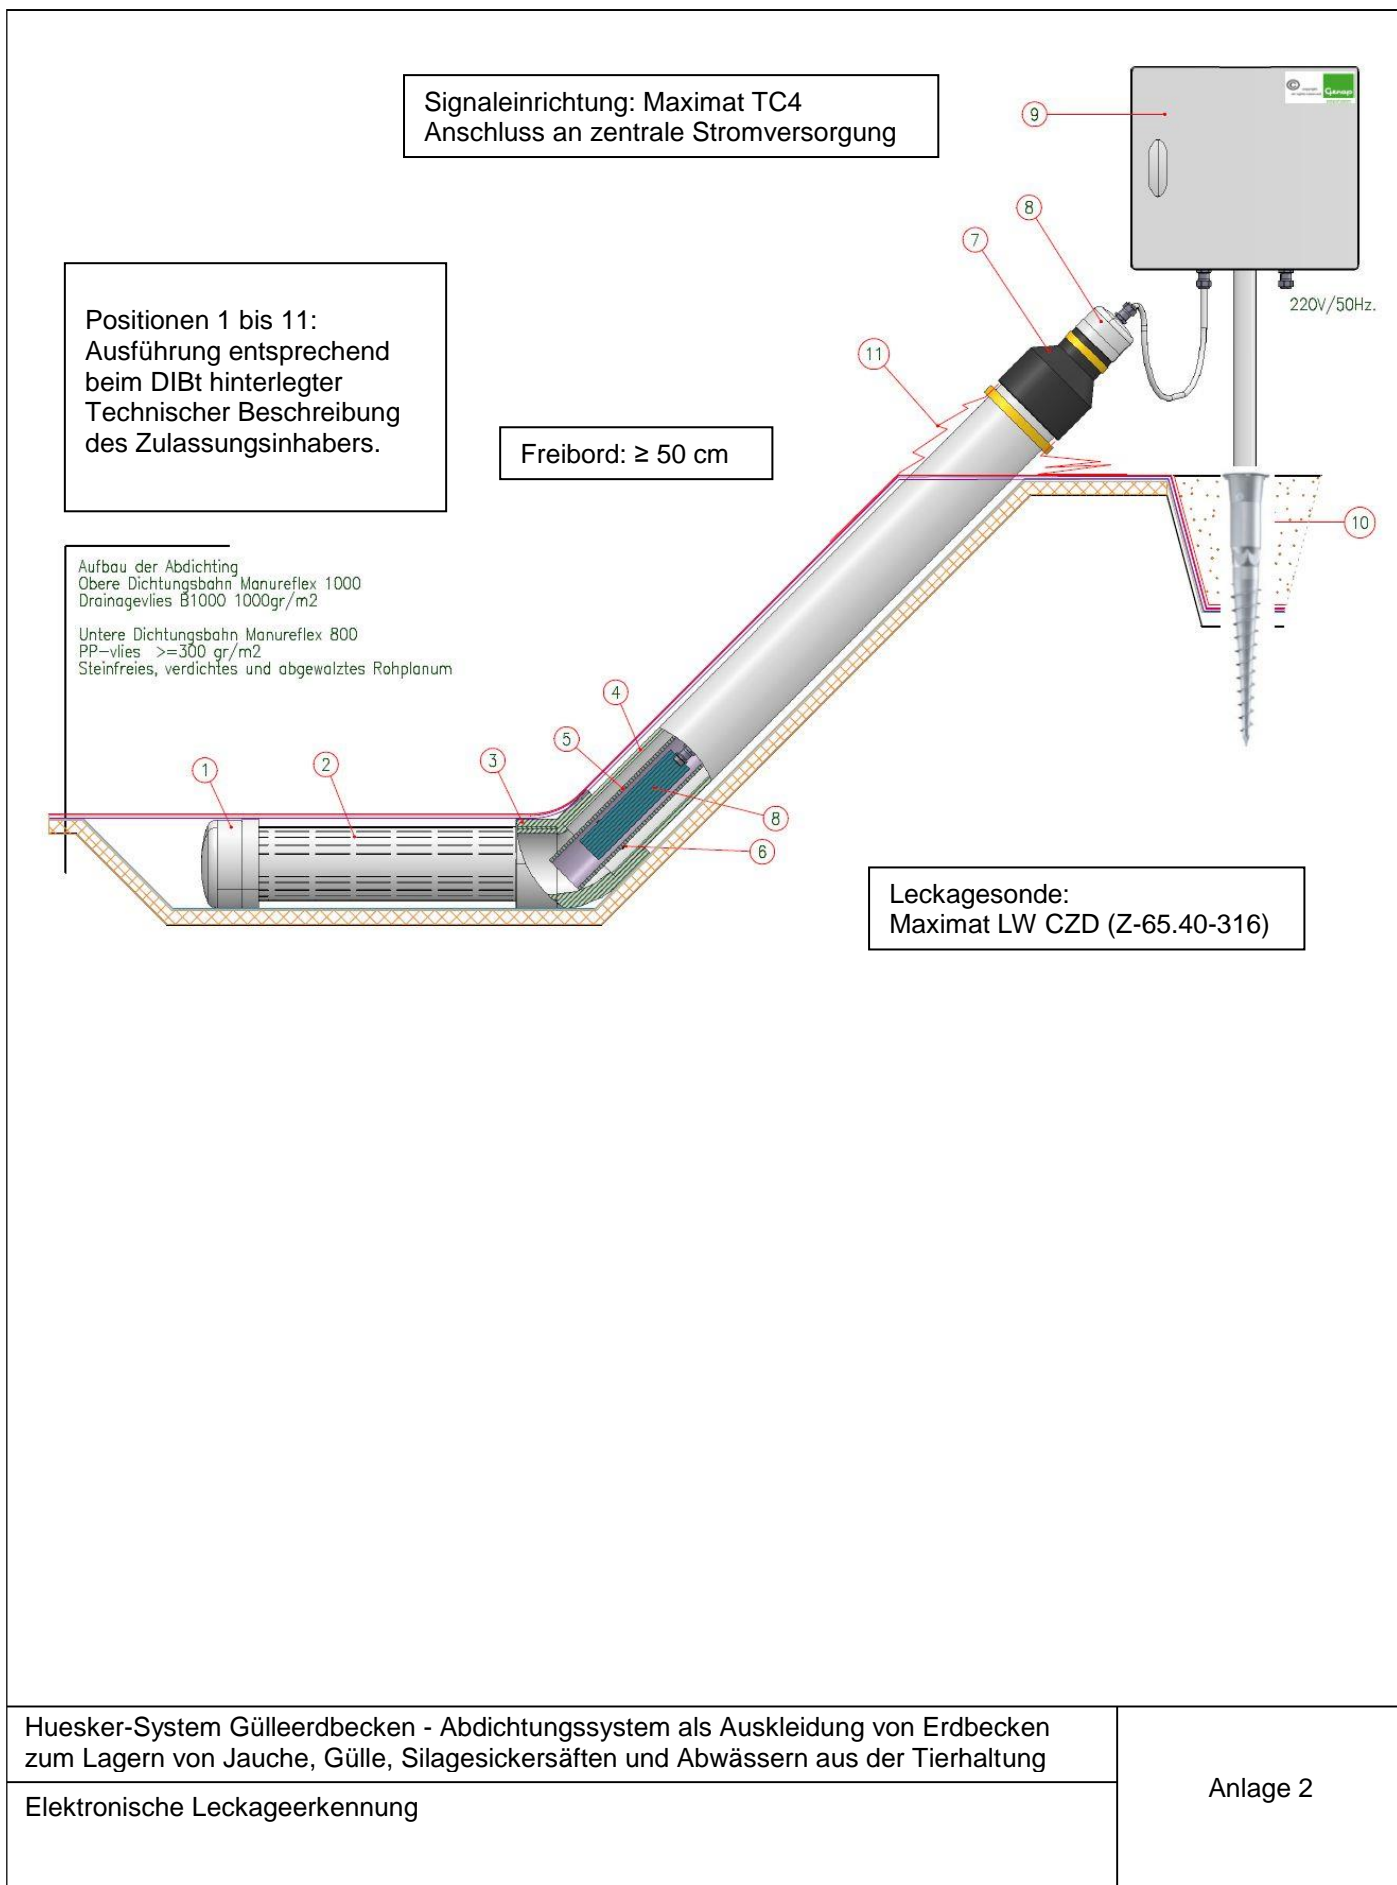 Signaleinrichtung: Maximat TC4
Anschluss an zentrale Stromversorgung
9
Genap
8
7
220V/50Hz.
Positionen 1 bis 11:
Ausführung entsprechend
beim DIBt hinterlegter
Technischer Beschreibung
des Zulassungsinhabers.
11
Freibord: ≥ 50 cm
10
Aufbau der Abdichting
Obere Dichtungsbahn Manureflex 1000
Drainagevlies B1000 1000gr/m2
Untere Dichtungsbahn Manureflex 800
PP-vlies >=300 gr/m2
Steinfreies, verdichtes und abgewalztes Rohplanum
4
5
3
2
1
8
6
Leckagesonde:
Maximat LW CZD (Z-65.40-316)
Huesker-System Gülleerdbecken - Abdichtungssystem als Auskleidung von Erdbecken
zum Lagern von Jauche, Gülle, Silagesickersäften und Abwässern aus der Tierhaltung
Elektronische Leckageerkennung
Anlage 2